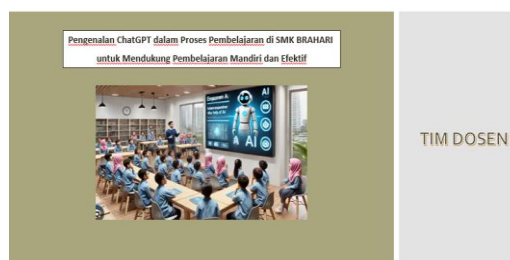 Pengenalan ChatGPT dalam Proses Pembelajaran di SMK BRAHARI
untuk Mendukung Pembelajaran Mandiri dan Efektif
AI
AI
TIM DOSEN